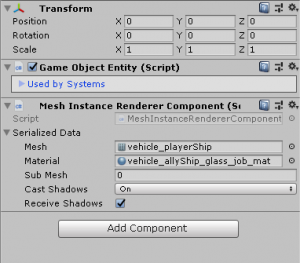 Transform
Position X 0 Y 0 Z 0
Rotation X 0 Y 0 Z 0
Scale X 1 Y 1 Z 1
Game Object Entity (Script)
Used by Systems
Mesh Instance Renderer Component (S
Script MeshInstanceRendererComponent
Serialized Data
Mesh vehicle_playerShip
Material vehicle_allyShip_glass_job_mat
Sub Mesh 0
Cast Shadows On
Receive Shadows
Add Component